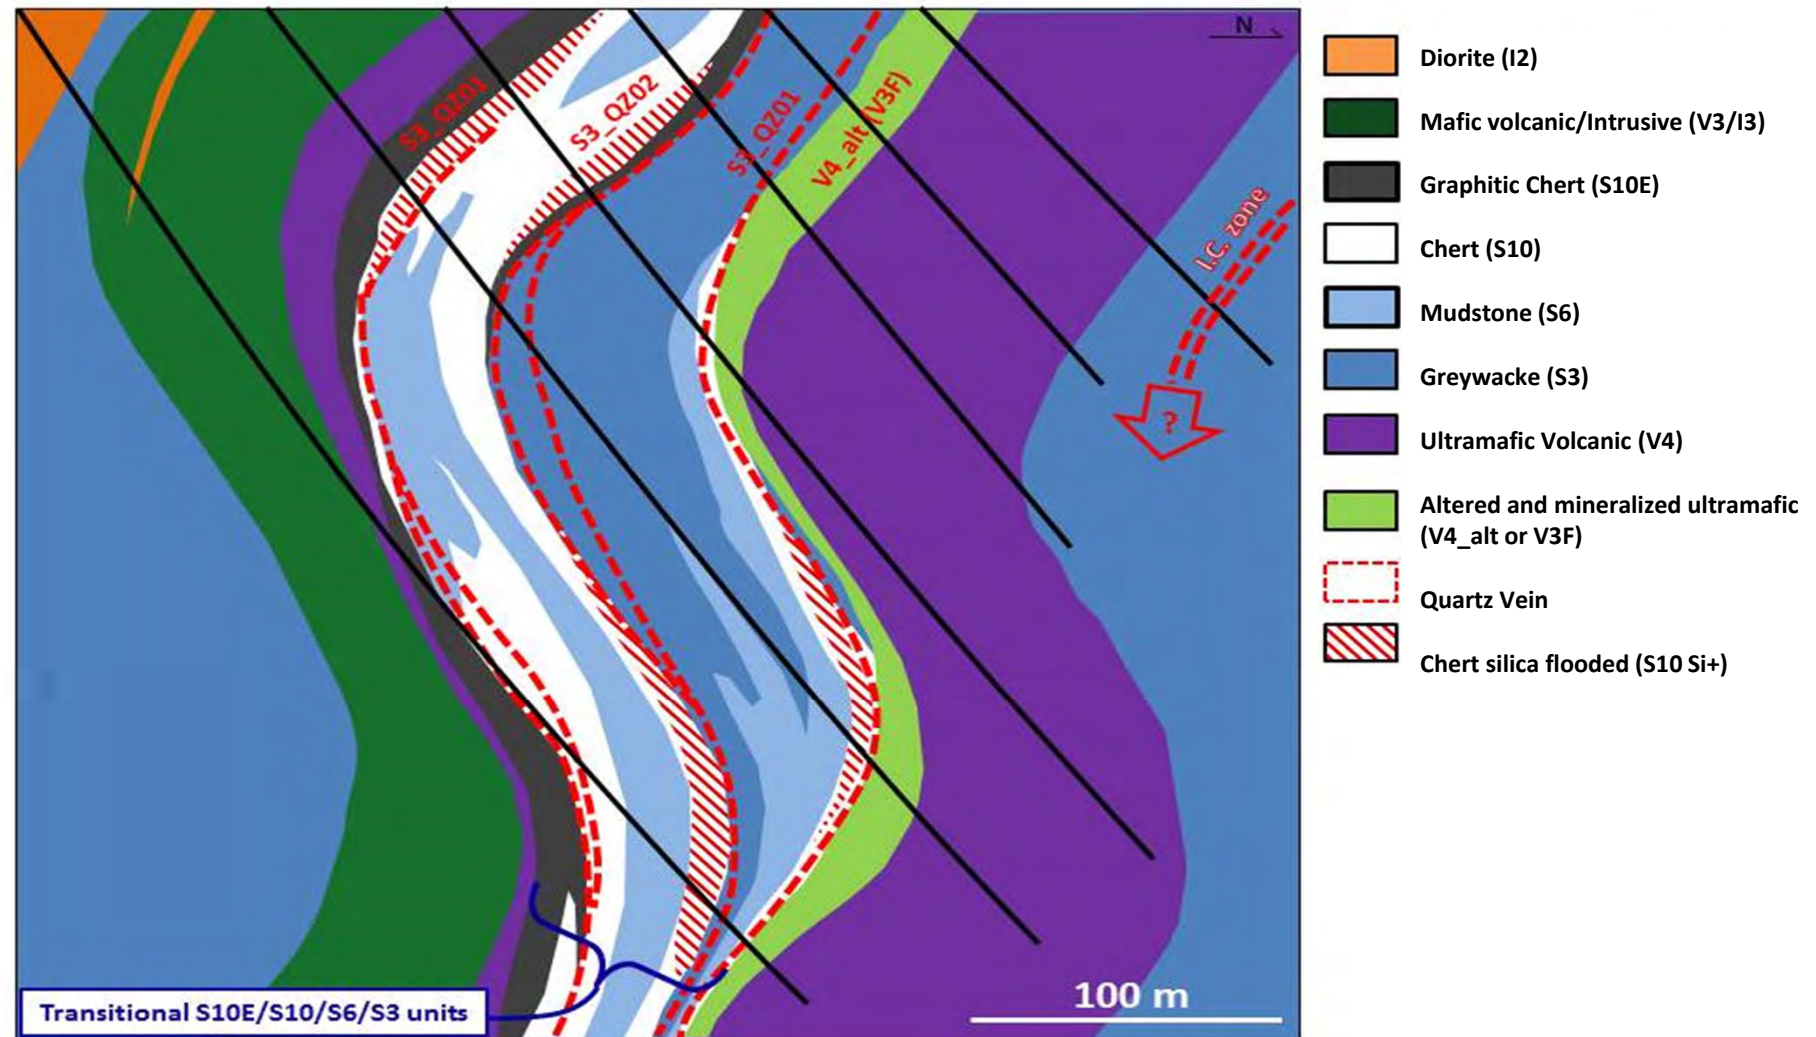 N
S3_QZ01
S3_QZ02
S3_QZ01
V4_alt (V3F)
I.C. zone
?
Transitional S10E/S10/S6/S3 units
100 m
Diorite (I2)
Mafic volcanic/Intrusive (V3/I3)
Graphitic Chert (S10E)
Chert (S10)
Mudstone (S6)
Greywacke (S3)
Ultramafic Volcanic (V4)
Altered and mineralized ultramafic
(V4_alt or V3F)
Quartz Vein
Chert silica flooded (S10 Si+)